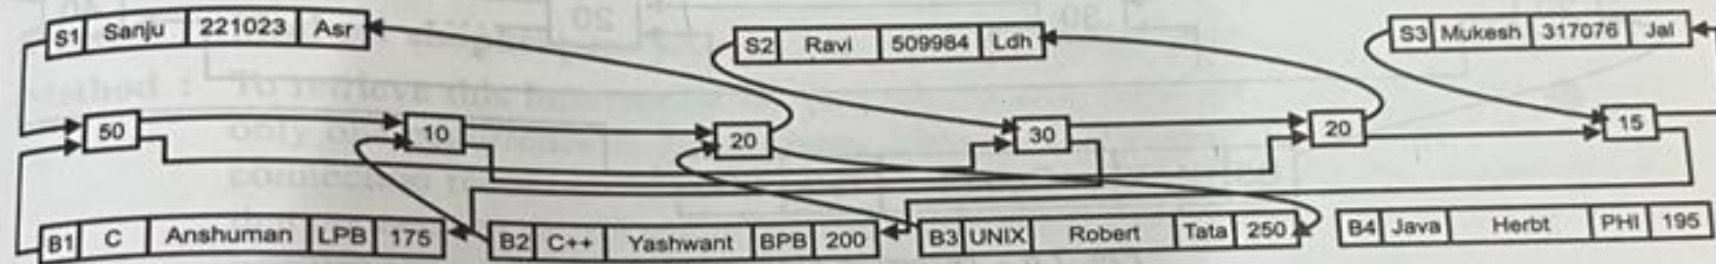 S1 Sanju 221023 Asr
S2 Ravi 509984 Ldh
S3 Mukesh 317076 Jal
50 10 20 30 20 15
B1 C Anshuman LPB 175
B2 C++ Yashwant BPB 200
B3 UNIX Robert Tata 250
B4 Java Herbt PHI 195